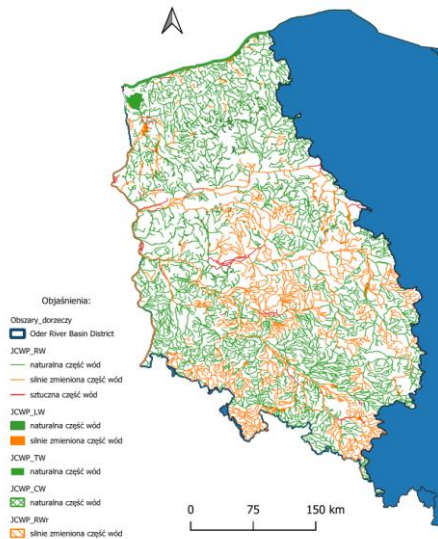 Objaśnienia:
Obszary_dorzeczy
Oder River Basin District
JCWP_RW
naturalna część wód
silnie zmieniona część wód
sztuczna część wód
JCWP_LW
naturalna część wód
silnie zmieniona część wód
JCWP_TW
naturalna część wód
JCWP_CW
naturalna część wód
JCWP_RWr
silnie zmieniona część wód
0 75 150 km